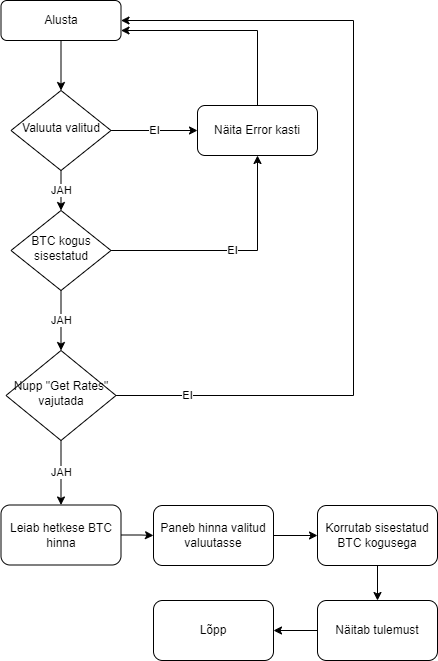 Alusta
Valuuta valitud
EI
Näita Error kasti
JAH
BTC kogus
sisestatud
EI
JAH
Nupp "Get Rates"
vajutada
EI
JAH
Leiab hetkese BTC
hinna
Paneb hinna valitud
valuutasse
Korrutab sisestatud
BTC kogusega
Lõpp
Näitab tulemust